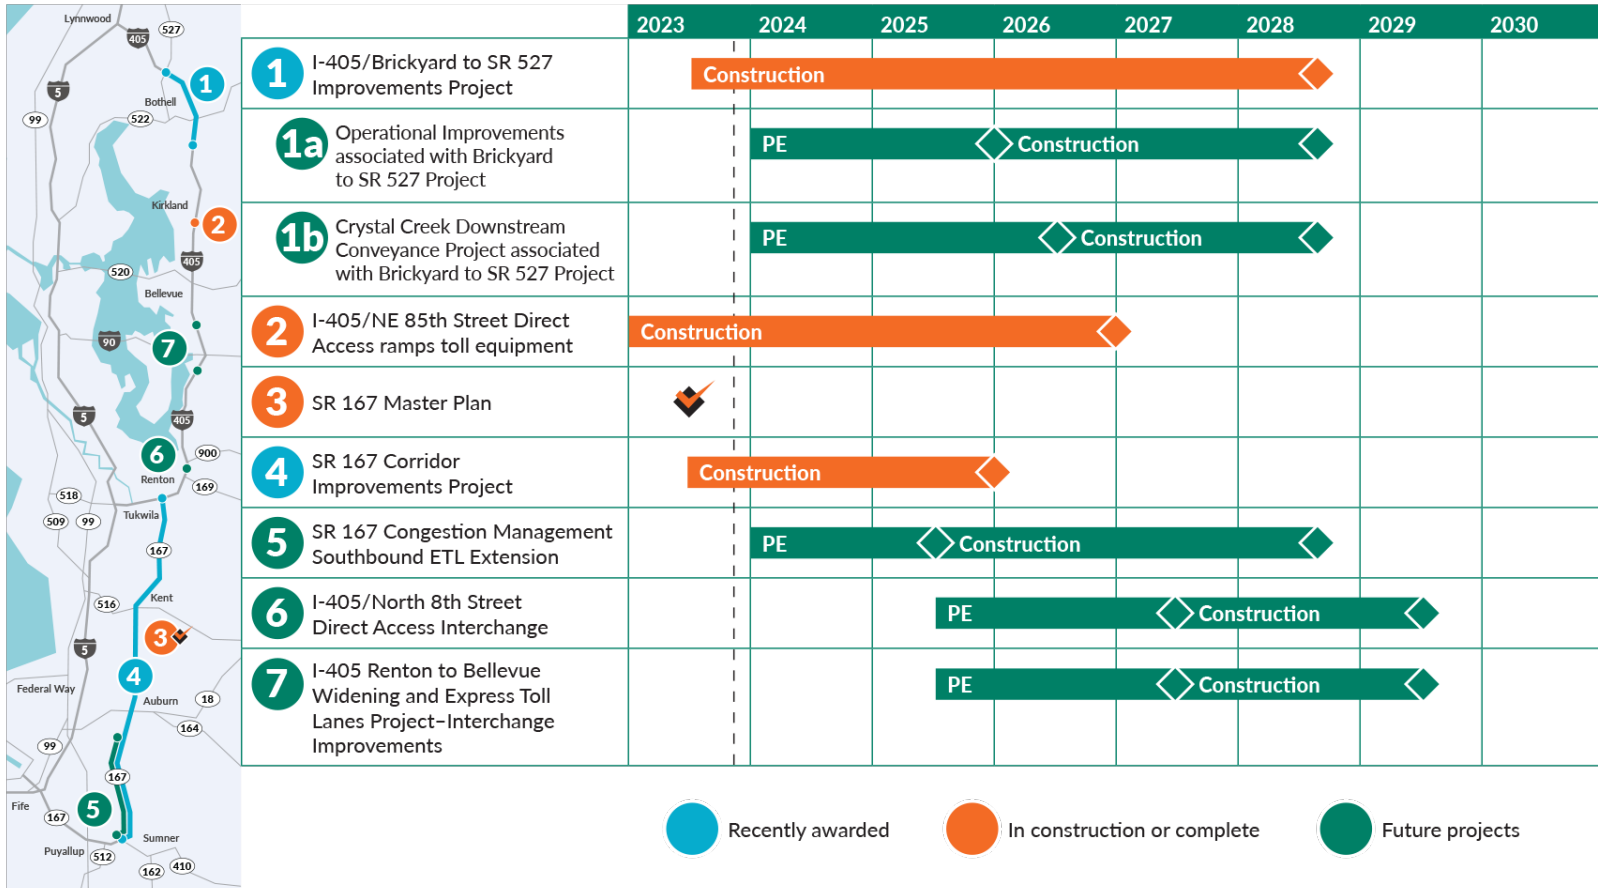 Lynnwood
527
405
1
5
Bothell
99
522
Kirkland
2
405
520
Bellevue
90
7
5
405
6
900
Renton
169
518
Tukwila
509
99
167
Kent
516
3
5
4
Federal Way
Auburn
18
164
99
167
Fife
5
167
Sumner
Puyallup
512
162
410
2023
2024
2025
2026
2027
2028
2029
2030
1
I-405/Brickyard to SR 527
Improvements Project
Construction
1a
Operational Improvements
associated with Brickyard
to SR 527 Project
PE
Construction
1b
Crystal Creek Downstream
Conveyance Project associated
with Brickyard to SR 527 Project
PE
Construction
2
I-405/NE 85th Street Direct
Access ramps toll equipment
Construction
3
SR 167 Master Plan
4
SR 167 Corridor
Improvements Project
Construction
5
SR 167 Congestion Management
Southbound ETL Extension
PE
Construction
6
I-405/North 8th Street
Direct Access Interchange
PE
Construction
7
I-405 Renton to Bellevue
Widening and Express Toll
Lanes Project–Interchange
Improvements
PE
Construction
Recently awarded
In construction or complete
Future projects